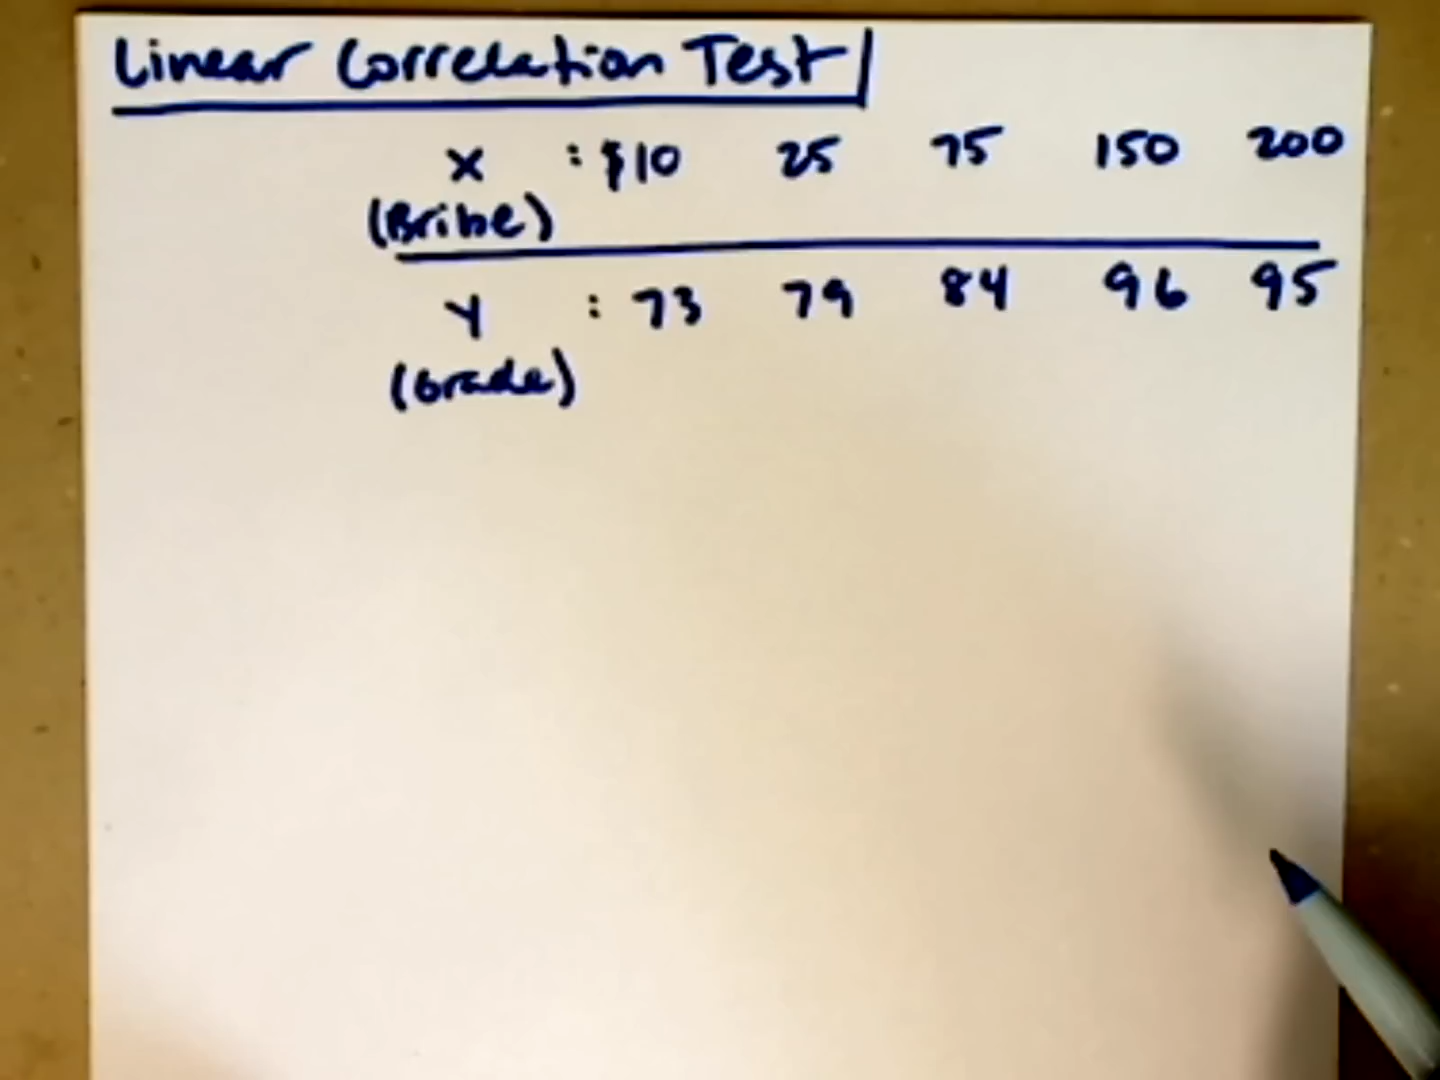 Linear Correlation Test
X : $10 25 75 150 200
(Bribe)
Y : 73 79 84 96 95
(Grade)